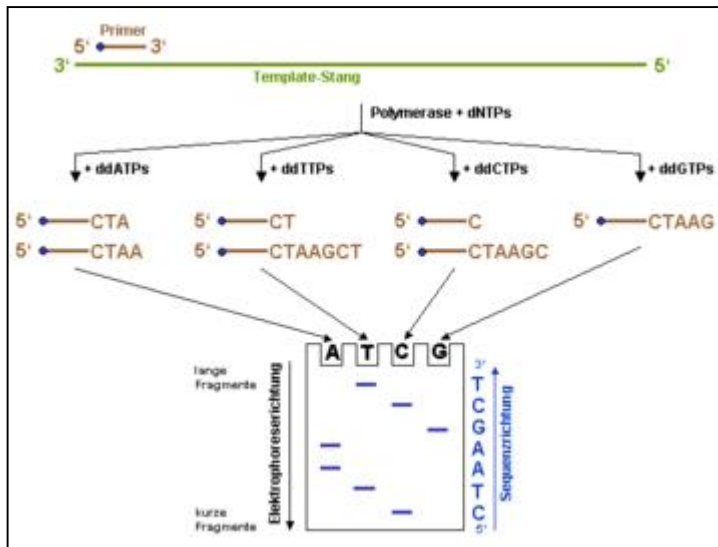 Primer
5' 3'
3' 5'
Template-Stang
Polymerase + dNTPs
+ ddATPs + ddTTPs + ddCTPs + ddGTPs
5' CTA 5' CT 5' C 5' CTAAG
5' CTAA 5' CTAAGCT 5' CTAAGC
A T C G
lange
Fragmente
Elektrophoreserichtung
kurze
Fragmente
3'
T
C
G
A
A
T
C
5'
Sequenzrichtung